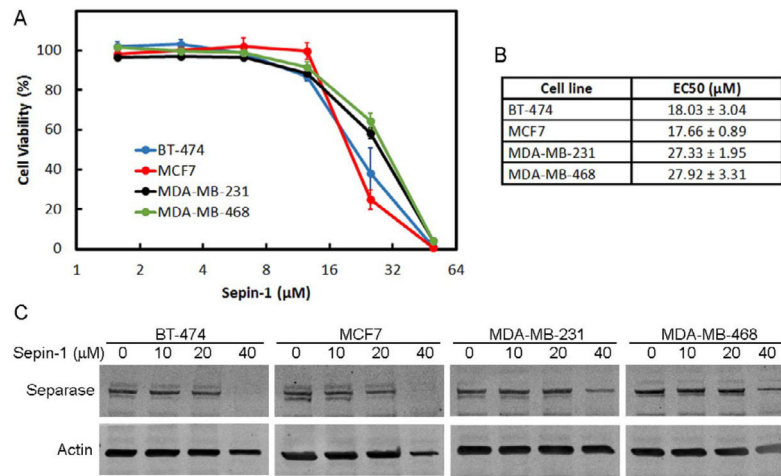 A
B
Cell Viability (%)
120
100
80
60
40
20
0
BT-474
MCF7
MDA-MB-231
MDA-MB-468
1 2 4 8 16 32 64
Sepin-1 (μM)
Cell line EC50 (μM)
BT-474 18.03 ± 3.04
MCF7 17.66 ± 0.89
MDA-MB-231 27.33 ± 1.95
MDA-MB-468 27.92 ± 3.31
C
BT-474 MCF7 MDA-MB-231 MDA-MB-468
Sepin-1 (μM) 0 10 20 40 0 10 20 40 0 10 20 40 0 10 20 40
Separase
Actin